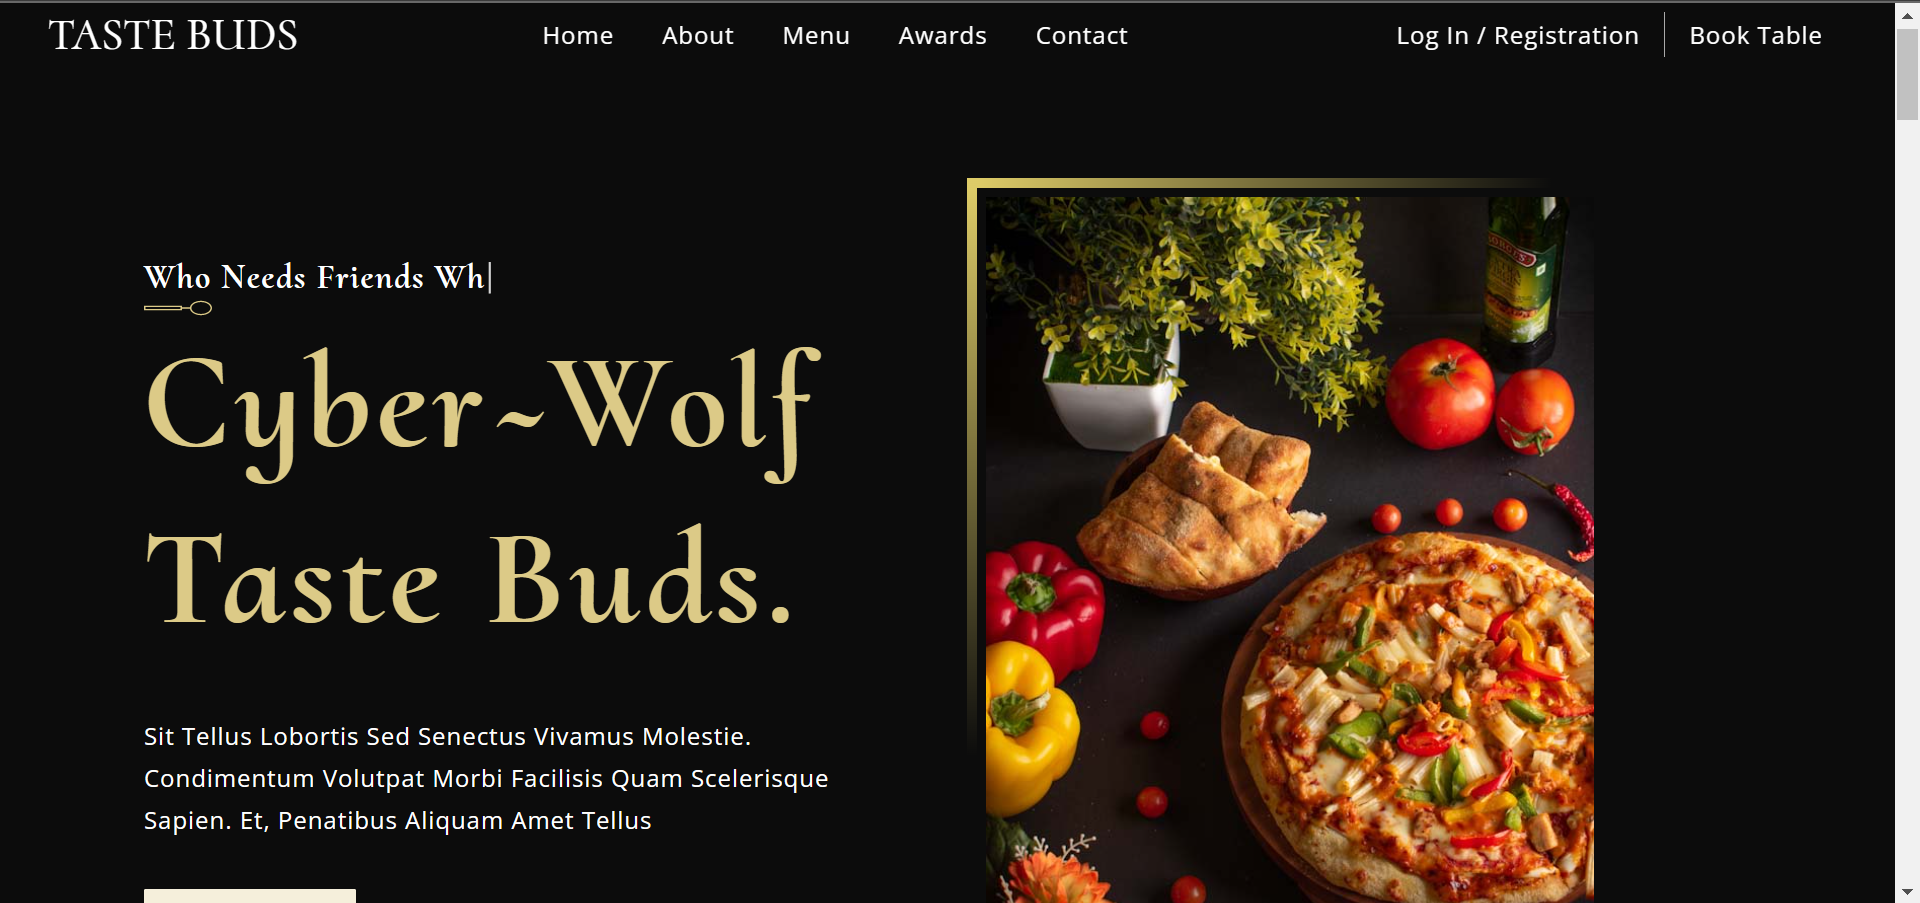 TASTE BUDS
Home About Menu Awards Contact
Log In / Registration
Book Table
Who Needs Friends Wh
Cyber~Wolf
Taste Buds.
Sit Tellus Lobortis Sed Senectus Vivamus Molestie.
Condimentum Volutpat Morbi Facilisis Quam Scelerisque
Sapien. Et, Penatibus Aliquam Amet Tellus